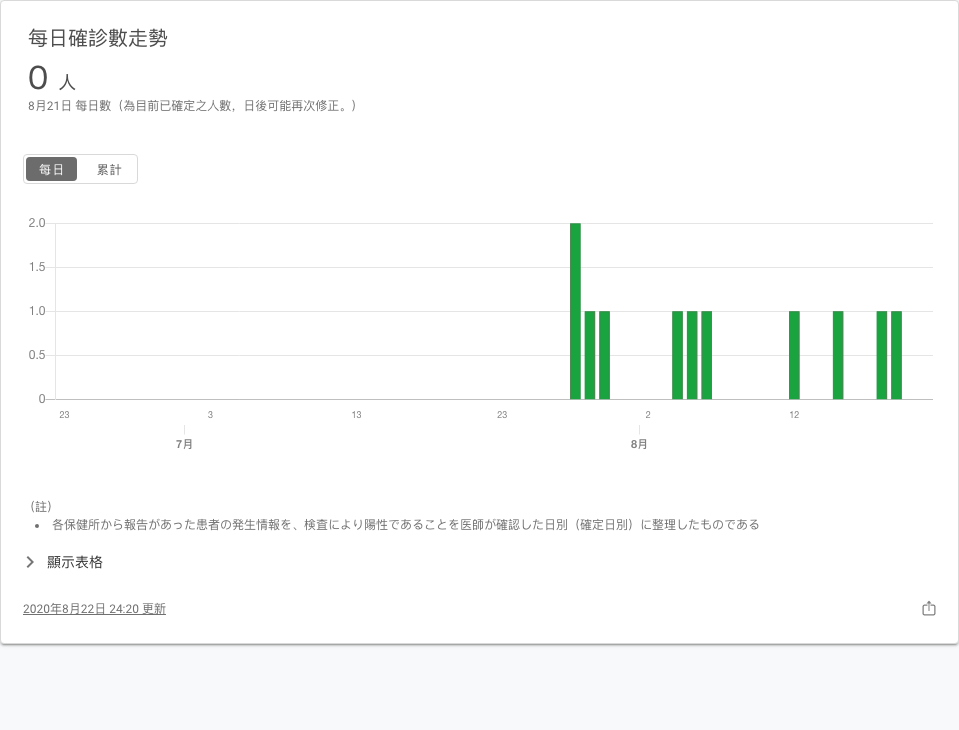 每日確診數走勢
0 人
8月21日 每日數（為目前已確定之人數，日後可能再次修正。）
每日 累計
2.0
1.5
1.0
0.5
0
23 3 13 23 2 12
7月 8月
（註）
• 各保健所から報告があった患者の発生情報を、検査により陽性であることを医師が確認した日別（確定日別）に整理したものである
顯示表格
2020年8月22日 24:20 更新